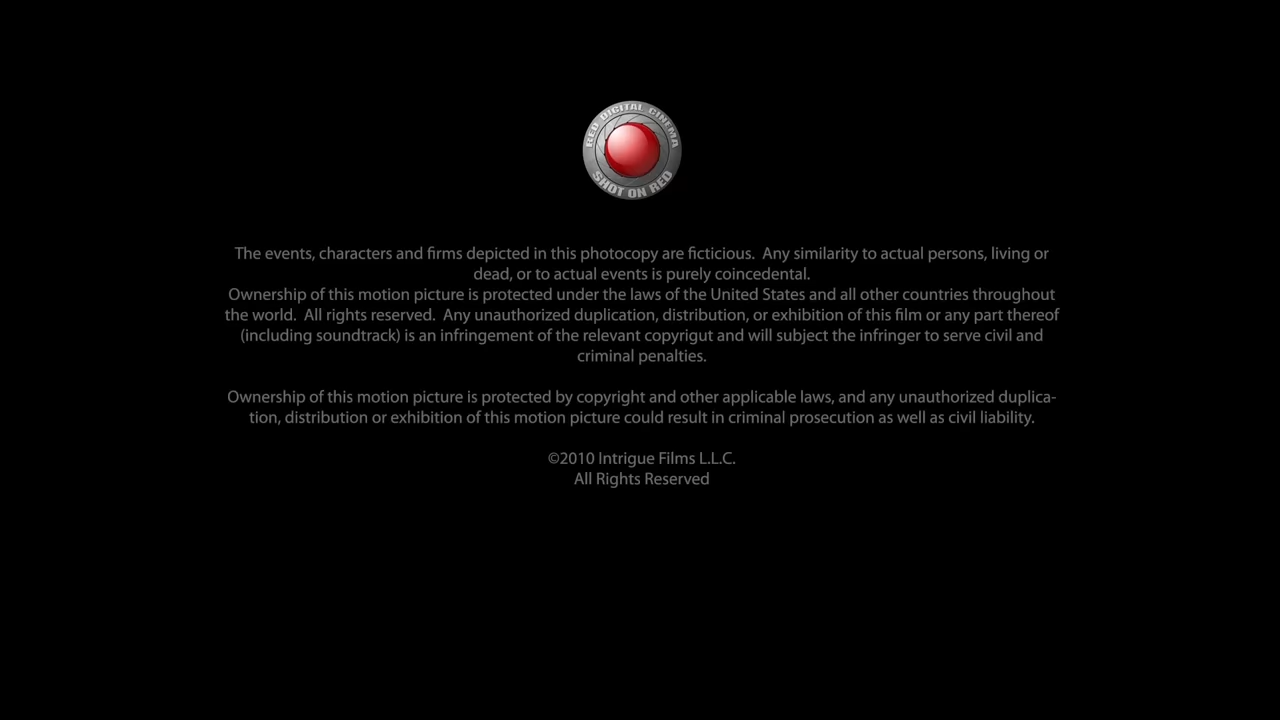 RED DIGITAL CINEMA
SHOT ON RED
The events, characters and firms depicted in this photocopy are ficticious.  Any similarity to actual persons, living or
dead, or to actual events is purely coincedental.
Ownership of this motion picture is protected under the laws of the United States and all other countries throughout
the world.  All rights reserved.  Any unauthorized duplication, distribution, or exhibition of this film or any part thereof
(including soundtrack) is an infringement of the relevant copyrigut and will subject the infringer to serve civil and
criminal penalties.
Ownership of this motion picture is protected by copyright and other applicable laws, and any unauthorized duplica-
tion, distribution or exhibition of this motion picture could result in criminal prosecution as well as civil liability.
©2010 Intrigue Films L.L.C.
All Rights Reserved